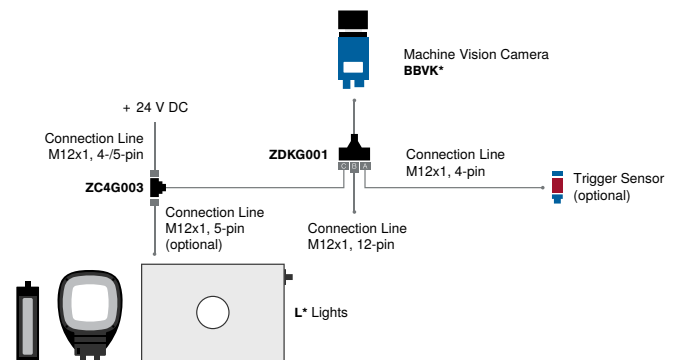 Machine Vision Camera
BBVK*
+ 24 V DC
Connection Line
M12x1, 4-/5-pin
ZDKG001
Connection Line
M12x1, 4-pin
C B A
ZC4G003
Trigger Sensor
(optional)
Connection Line
M12x1, 5-pin
(optional)
Connection Line
M12x1, 12-pin
L* Lights